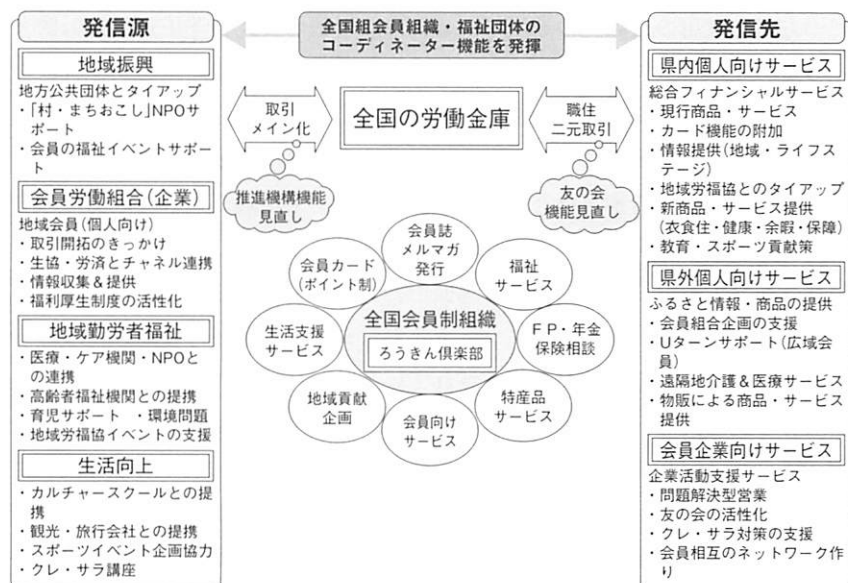 発信源
地域振興
地方公共団体とタイアップ
・「村・まちおこし」NPOサ
ポート
・会員の福祉イベントサポー
ト
会員労働組合(企業)
地域会員(個人向け)
・取引開拓のきっかけ
・生協・労済とチャネル連携
・情報収集&提供
・福利厚生制度の活性化
地域勤労者福祉
・医療・ケア機関・NPOと
の連携
・高齢者福祉機関との提携
・育児サポート ・環境問題
・地域労福協イベントの支援
生活向上
・カルチャースクールとの提
携
・観光・旅行会社との提携
・スポーツイベント企画協力
・クレ・サラ講座
全国組会員組織・福祉団体の
コーディネーター機能を発揮
取引
メイン化
全国の労働金庫
職住
二元取引
推進機構機能
見直し
友の会
機能見直し
会員誌
メルマガ
発行
会員カード
(ポイント制)
福祉
サービス
生活支援
サービス
全国会員制組織
ろうきん倶楽部
FP・年金
保険相談
地域貢献
企画
会員向け
サービス
特産品
サービス
発信先
県内個人向けサービス
総合フィナンシャルサービス
・現行商品・サービス
・カード機能の付加
・情報提供(地域・ライフス
テージ)
・地域労福協とのタイアップ
・新商品・サービス提供
(衣食住・健康・余暇・保障)
・教育・スポーツ貢献策
県外個人向けサービス
ふるさと情報・商品の提供
・会員組合企画の支援
・Uターンサポート(広域会
員)
・遠隔地介護&医療サービス
・物販による商品・サービス
提供
会員企業向けサービス
企業活動支援サービス
・問題解決型営業
・友の会の活性化
・クレ・サラ対策の支援
・会員相互のネットワーク作
り